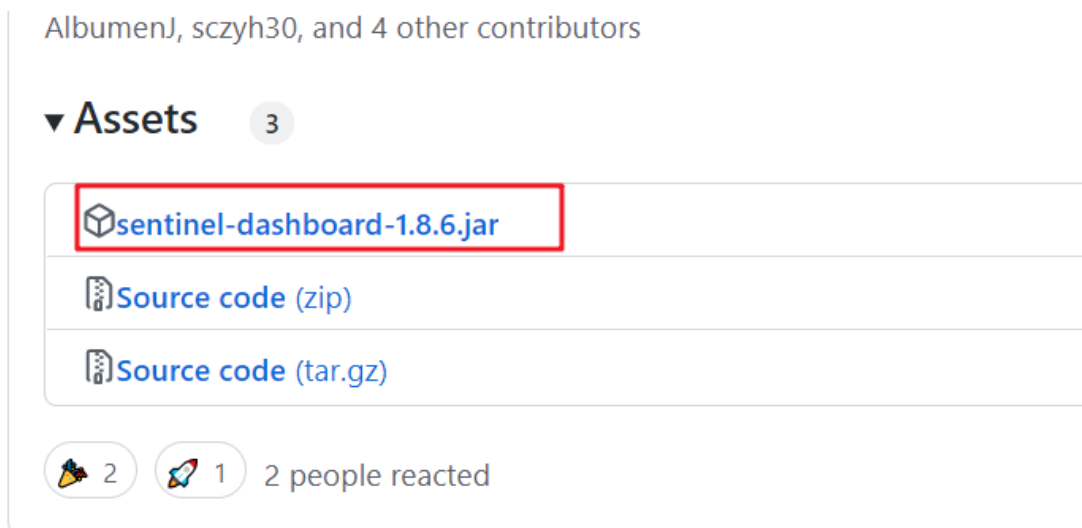 AlbumenJ, sczyh30, and 4 other contributors
Assets 3
sentinel-dashboard-1.8.6.jar
Source code (zip)
Source code (tar.gz)
2 1 2 people reacted